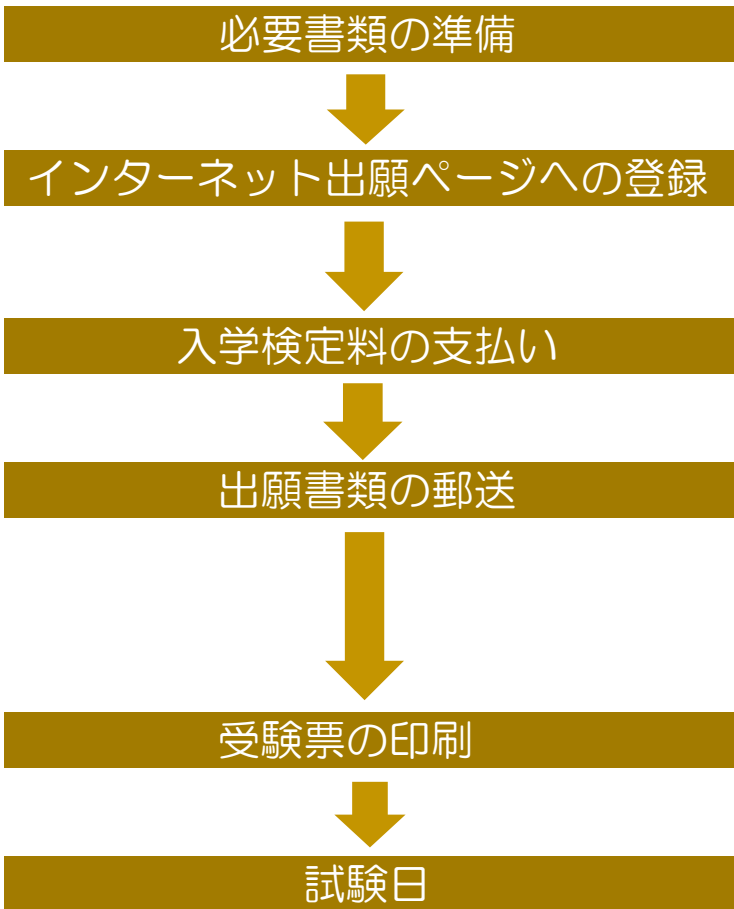 必要書類の準備
インターネット出願ページへの登録
入学検定料の支払い
出願書類の郵送
受験票の印刷
試験日